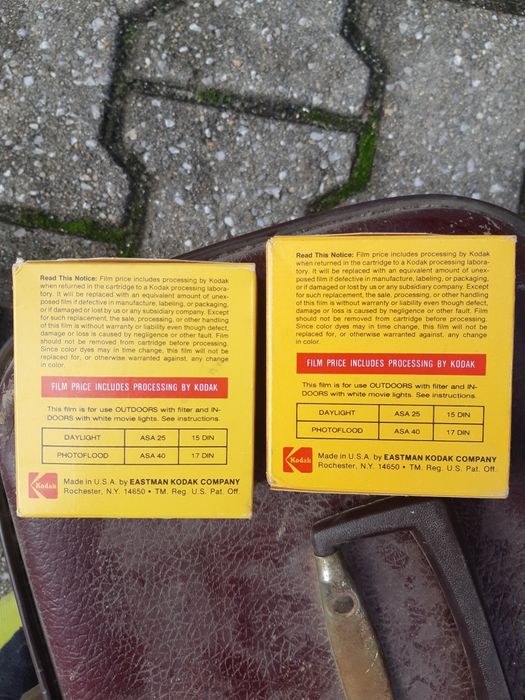 Read This Notice: Film price includes processing by Kodak
when returned in the cartridge to a Kodak processing labora-
tory. It will be replaced with an equivalent amount of unex-
posed film if defective in manufacture, labeling, or packaging,
or if damaged or lost by us or any subsidiary company. Except
for such replacement, the sale, processing, or other handling
of this film is without warranty or liability even though defect,
damage or loss is caused by negligence or other fault. Film
should not be removed from cartridge before processing.
Since color dyes may in time change, this film will not be
replaced for, or otherwise warranted against, any change
in color.
FILM PRICE INCLUDES PROCESSING BY KODAK
This film is for use OUTDOORS with filter and IN-
DOORS with white movie lights. See instructions.
DAYLIGHT ASA 25 15 DIN
PHOTOFLOOD ASA 40 17 DIN
Kodak
Made in U.S.A. by EASTMAN KODAK COMPANY
Rochester, N.Y. 14650 • TM. Reg. U.S. Pat. Off.
Read This Notice: Film price includes processing by Kodak
when returned in the cartridge to a Kodak processing labora-
tory. It will be replaced with an equivalent amount of unex-
posed film if defective in manufacture, labeling, or packaging,
or if damaged or lost by us or any subsidiary company. Except
for such replacement, the sale, processing, or other handling
of this film is without warranty or liability even though defect,
damage or loss is caused by negligence or other fault. Film
should not be removed from cartridge before processing.
Since color dyes may in time change, this film will not be
replaced for, or otherwise warranted against, any change
in color.
FILM PRICE INCLUDES PROCESSING BY KODAK
This film is for use OUTDOORS with filter and IN-
DOORS with white movie lights. See instructions.
DAYLIGHT ASA 25 15 DIN
PHOTOFLOOD ASA 40 17 DIN
Kodak
Made in U.S.A. by EASTMAN KODAK COMPANY
Rochester, N.Y. 14650 • TM. Reg. U.S. Pat. Off.